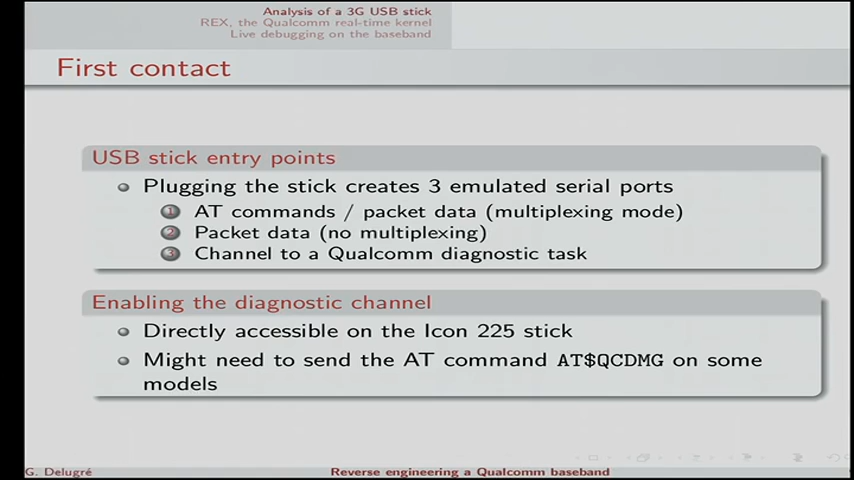 Analysis of a 3G USB stick
REX, the Qualcomm real-time kernel
Live debugging on the baseband
First contact
USB stick entry points
Plugging the stick creates 3 emulated serial ports
1 AT commands / packet data (multiplexing mode)
2 Packet data (no multiplexing)
3 Channel to a Qualcomm diagnostic task
Enabling the diagnostic channel
Directly accessible on the Icon 225 stick
Might need to send the AT command AT$QCDMG on some
models
G. Delugré
Reverse engineering a Qualcomm baseband